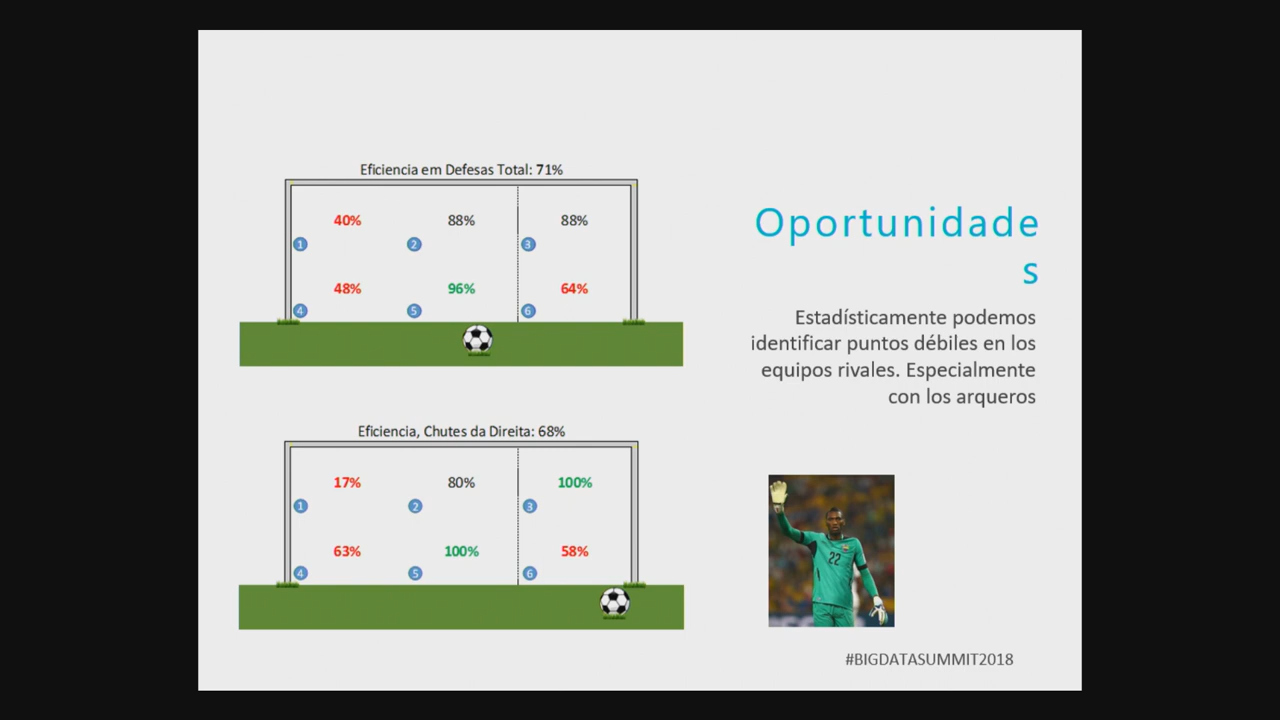 Eficiencia em Defesas Total: 71%
40% 88% 88%
1 2 3
48% 96% 64%
4 5 6
Eficiencia, Chutes da Direita: 68%
17% 80% 100%
1 2 3
63% 100% 58%
4 5 6
Oportunidade
s
Estadísticamente podemos
identificar puntos débiles en los
equipos rivales. Especialmente
con los arqueros
22
#BIGDATASUMMIT2018